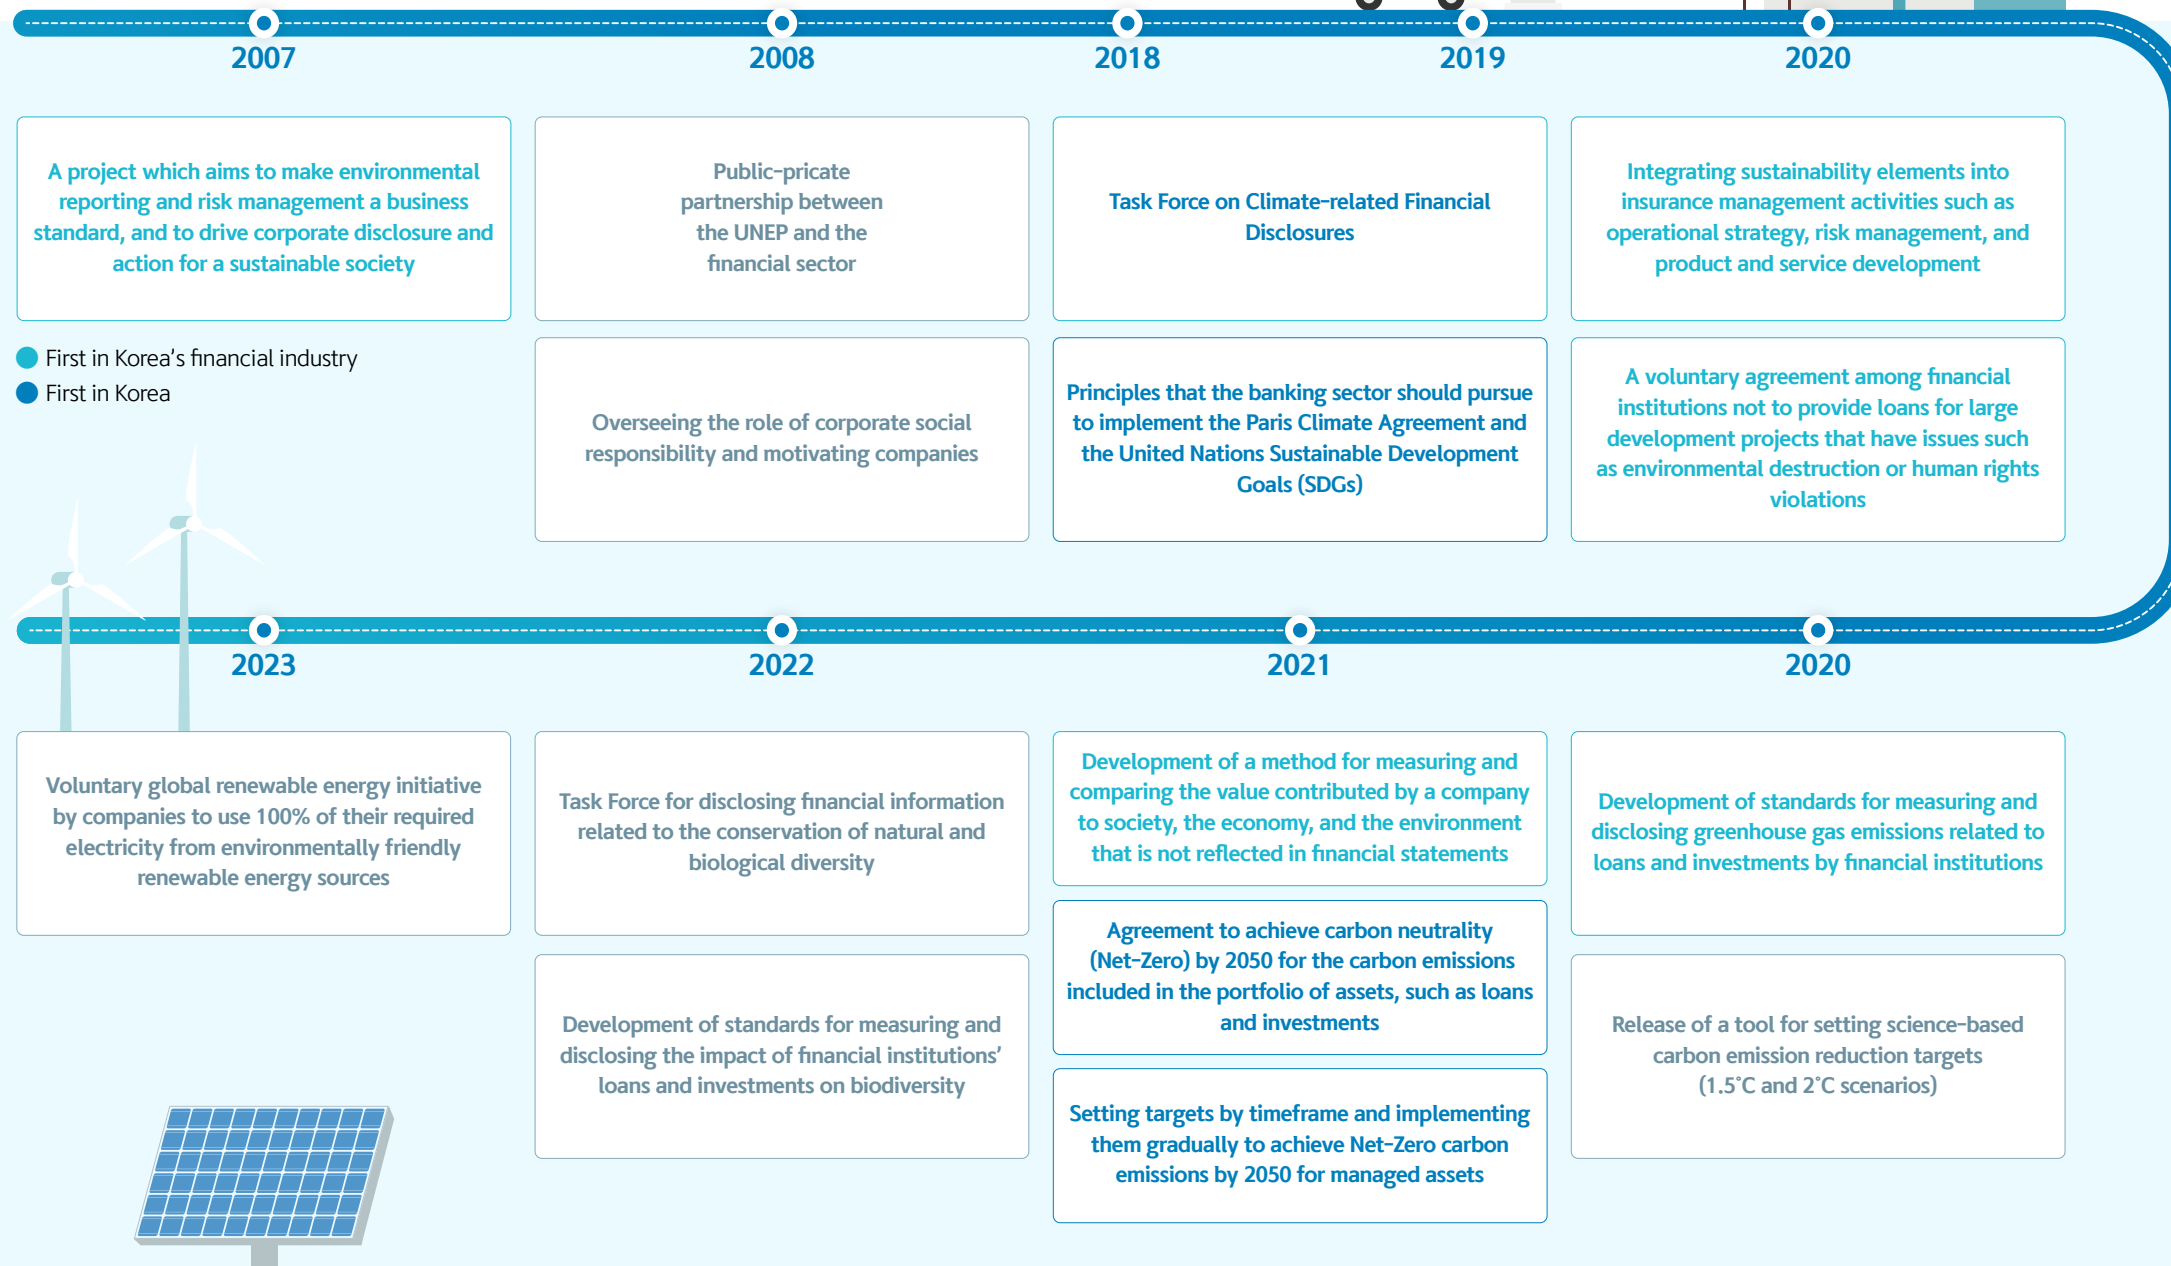 2007
2008
2018
2019
2020
A project which aims to make environmental
reporting and risk management a business
standard, and to drive corporate disclosure and
action for a sustainable society
Public-pricate
partnership between
the UNEP and the
financial sector
Task Force on Climate-related Financial
Disclosures
Integrating sustainability elements into
insurance management activities such as
operational strategy, risk management, and
product and service development
First in Korea's financial industry
First in Korea
Overseeing the role of corporate social
responsibility and motivating companies
Principles that the banking sector should pursue
to implement the Paris Climate Agreement and
the United Nations Sustainable Development
Goals (SDGs)
A voluntary agreement among financial
institutions not to provide loans for large
development projects that have issues such
as environmental destruction or human rights
violations
2023
2022
2021
2020
Voluntary global renewable energy initiative
by companies to use 100% of their required
electricity from environmentally friendly
renewable energy sources
Task Force for disclosing financial information
related to the conservation of natural and
biological diversity
Development of a method for measuring and
comparing the value contributed by a company
to society, the economy, and the environment
that is not reflected in financial statements
Development of standards for measuring and
disclosing greenhouse gas emissions related to
loans and investments by financial institutions
Agreement to achieve carbon neutrality
(Net-Zero) by 2050 for the carbon emissions
included in the portfolio of assets, such as loans
and investments
Development of standards for measuring and
disclosing the impact of financial institutions'
loans and investments on biodiversity
Release of a tool for setting science-based
carbon emission reduction targets
(1.5°C and 2°C scenarios)
Setting targets by timeframe and implementing
them gradually to achieve Net-Zero carbon
emissions by 2050 for managed assets